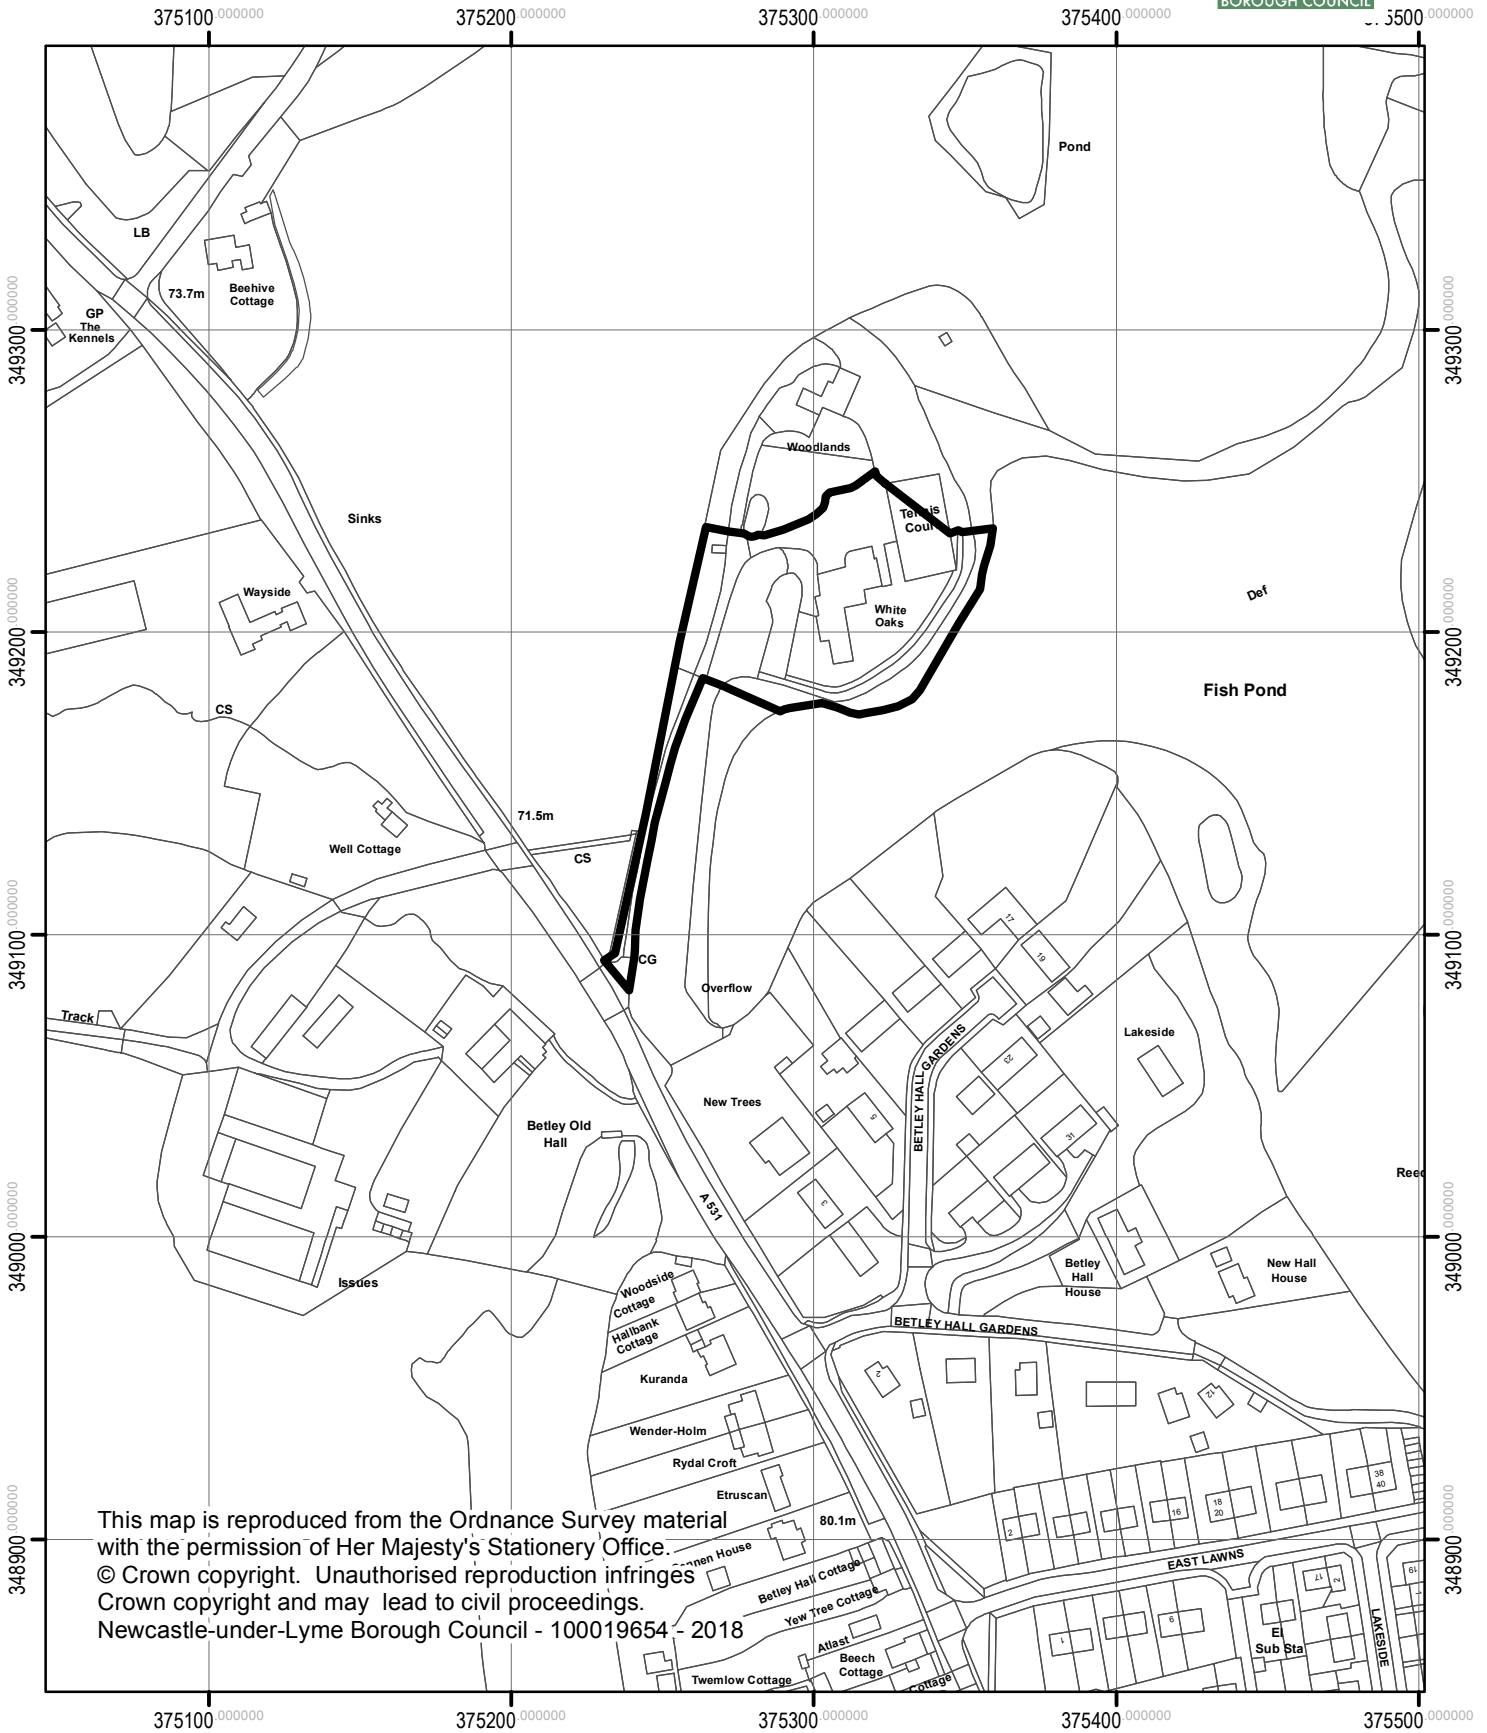 BOROUGH COUNCIL
375100.000000
375200.000000
375300.000000
375400.000000
5500.000000
Pond
LB
73.7m
Beehive
Cottage
GP
The
Kennels
349300.000000
349300.000000
Woodlands
Sinks
Tennis
Court
Wayside
White
Oaks
Def
349200.000000
349200.000000
Fish Pond
CS
71.5m
Well Cottage
CS
17
19
349100.000000
349100.000000
CG
Overflow
Track
Lakeside
BETLEY HALL GARDENS
23
New Trees
5
31
Betley Old
Hall
Reed
A 531
3
349000.000000
349000.000000
Issues
Woodside
Cottage
Betley
Hall
House
New Hall
House
Hallbank
Cottage
BETLEY HALL GARDENS
Kuranda
2
12
Wender-Holm
Rydal Croft
38
40
Etruscan
18
20
16
2
80.1m
348900.000000
348900.000000
This map is reproduced from the Ordnance Survey material
with the permission of Her Majesty's Stationery Office.
© Crown copyright.  Unauthorised reproduction infringes
Crown copyright and may  lead to civil proceedings.
Newcastle-under-Lyme Borough Council - 100019654 - 2018
House
EAST LAWNS
Betley Hall Cottage
17
2
19
Yew Tree Cottage
9
1
Atlast
El
Sub Sta
LAKESIDE
Beech
Cottage
Twemlow Cottage
Cottage
375100.000000
375200.000000
375300.000000
375400.000000
375500.000000